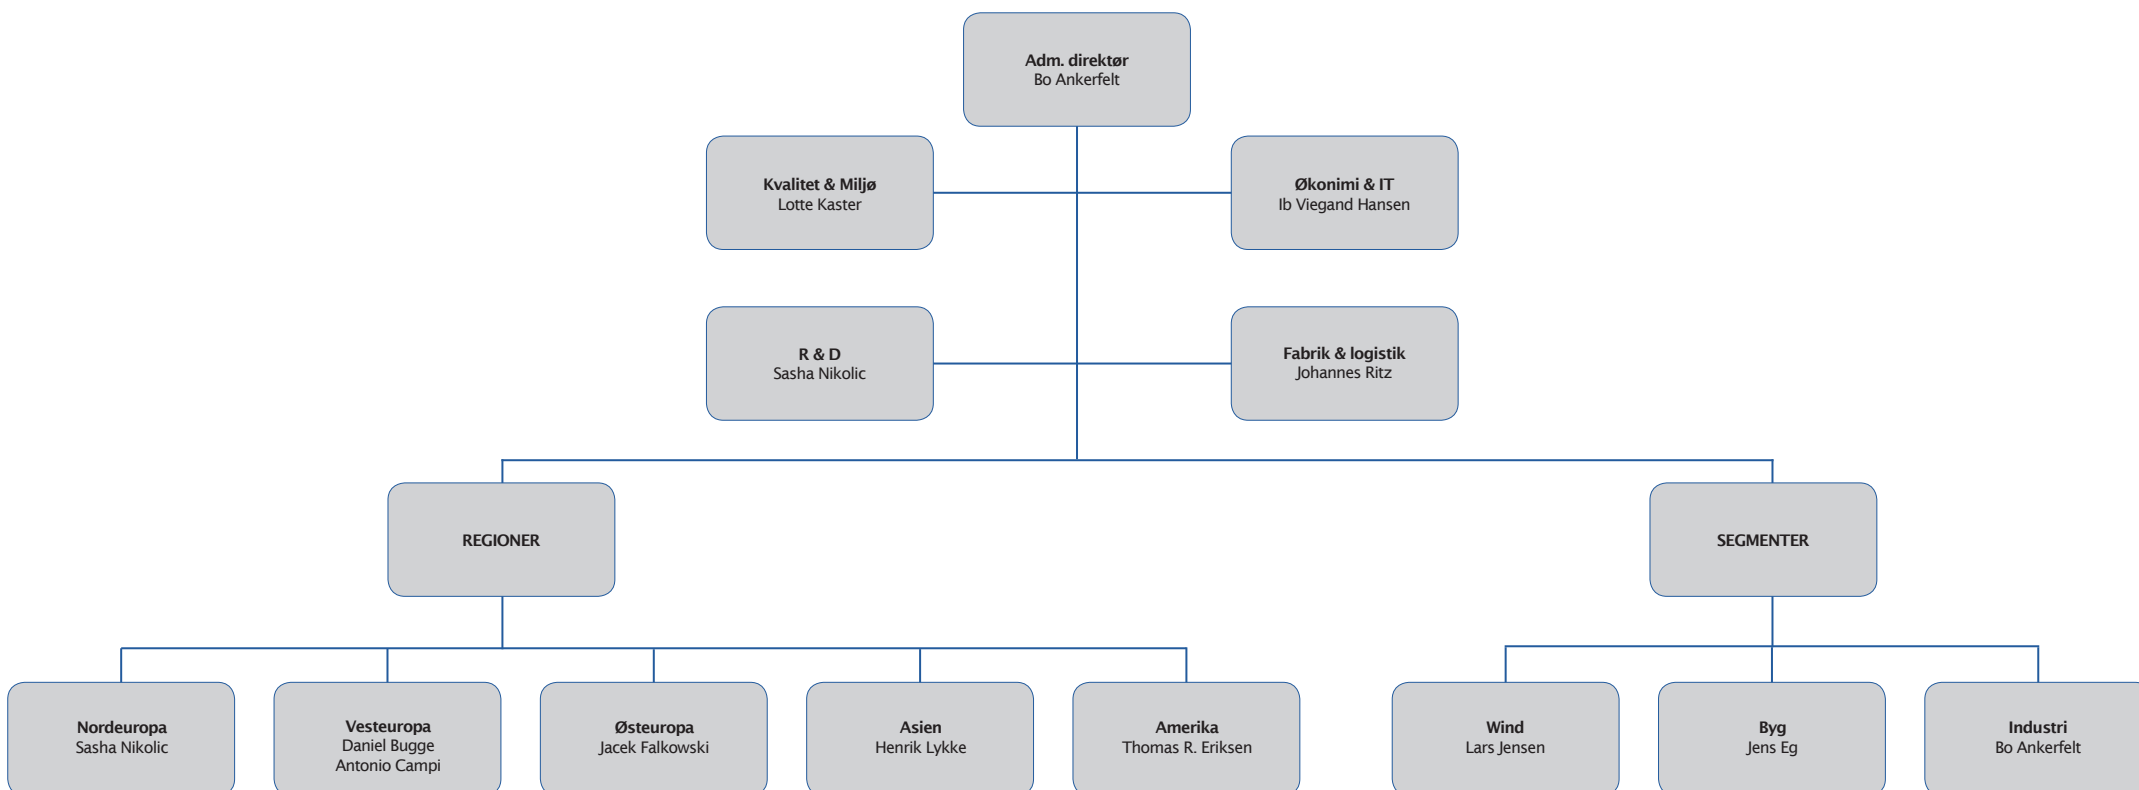 Adm. direktør
Bo Ankerfelt
Kvalitet & Miljø
Lotte Kaster
Økonimi & IT
Ib Viegand Hansen
R & D
Sasha Nikolic
Fabrik & logistik
Johannes Ritz
REGIONER
SEGMENTER
Nordeuropa
Sasha Nikolic
Vesteuropa
Daniel Bugge
Antonio Campi
Østeuropa
Jacek Falkowski
Asien
Henrik Lykke
Amerika
Thomas R. Eriksen
Wind
Lars Jensen
Byg
Jens Eg
Industri
Bo Ankerfelt